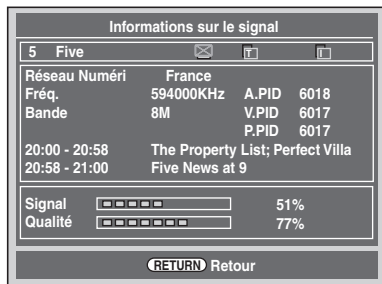 Informations sur le signal
5 Five T I
Réseau Numéri France
Fréq. 594000KHz A.PID 6018
Bande 8M V.PID 6017
P.PID 6017
20:00 - 20:58 The Property List; Perfect Villa
20:58 - 21:00 Five News at 9
Signal 51%
Qualité 77%
RETURN Retour